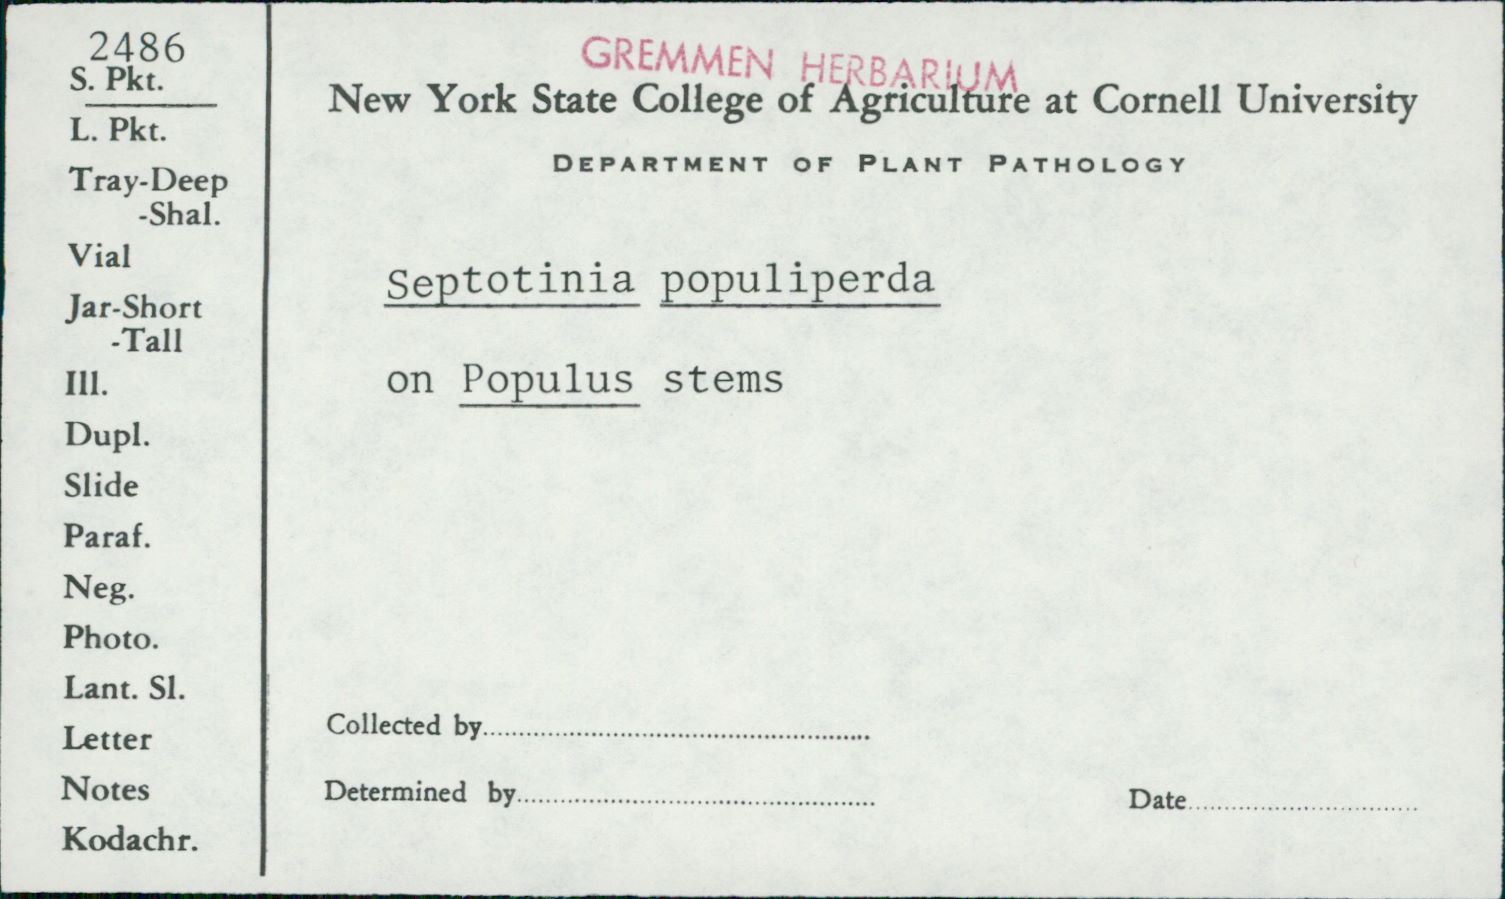 2486
S. Pkt.
L. Pkt.
Tray-Deep
-Shal.
Vial
Jar-Short
-Tall
Ill.
Dupl.
Slide
Paraf.
Neg.
Photo.
Lant. Sl.
Letter
Notes
Kodachr.
GREMMEN HERBARIUM
New York State College of Agriculture at Cornell University
DEPARTMENT OF PLANT PATHOLOGY
Septotinia populiperda
on Populus stems
Collected by
Determined by
Date